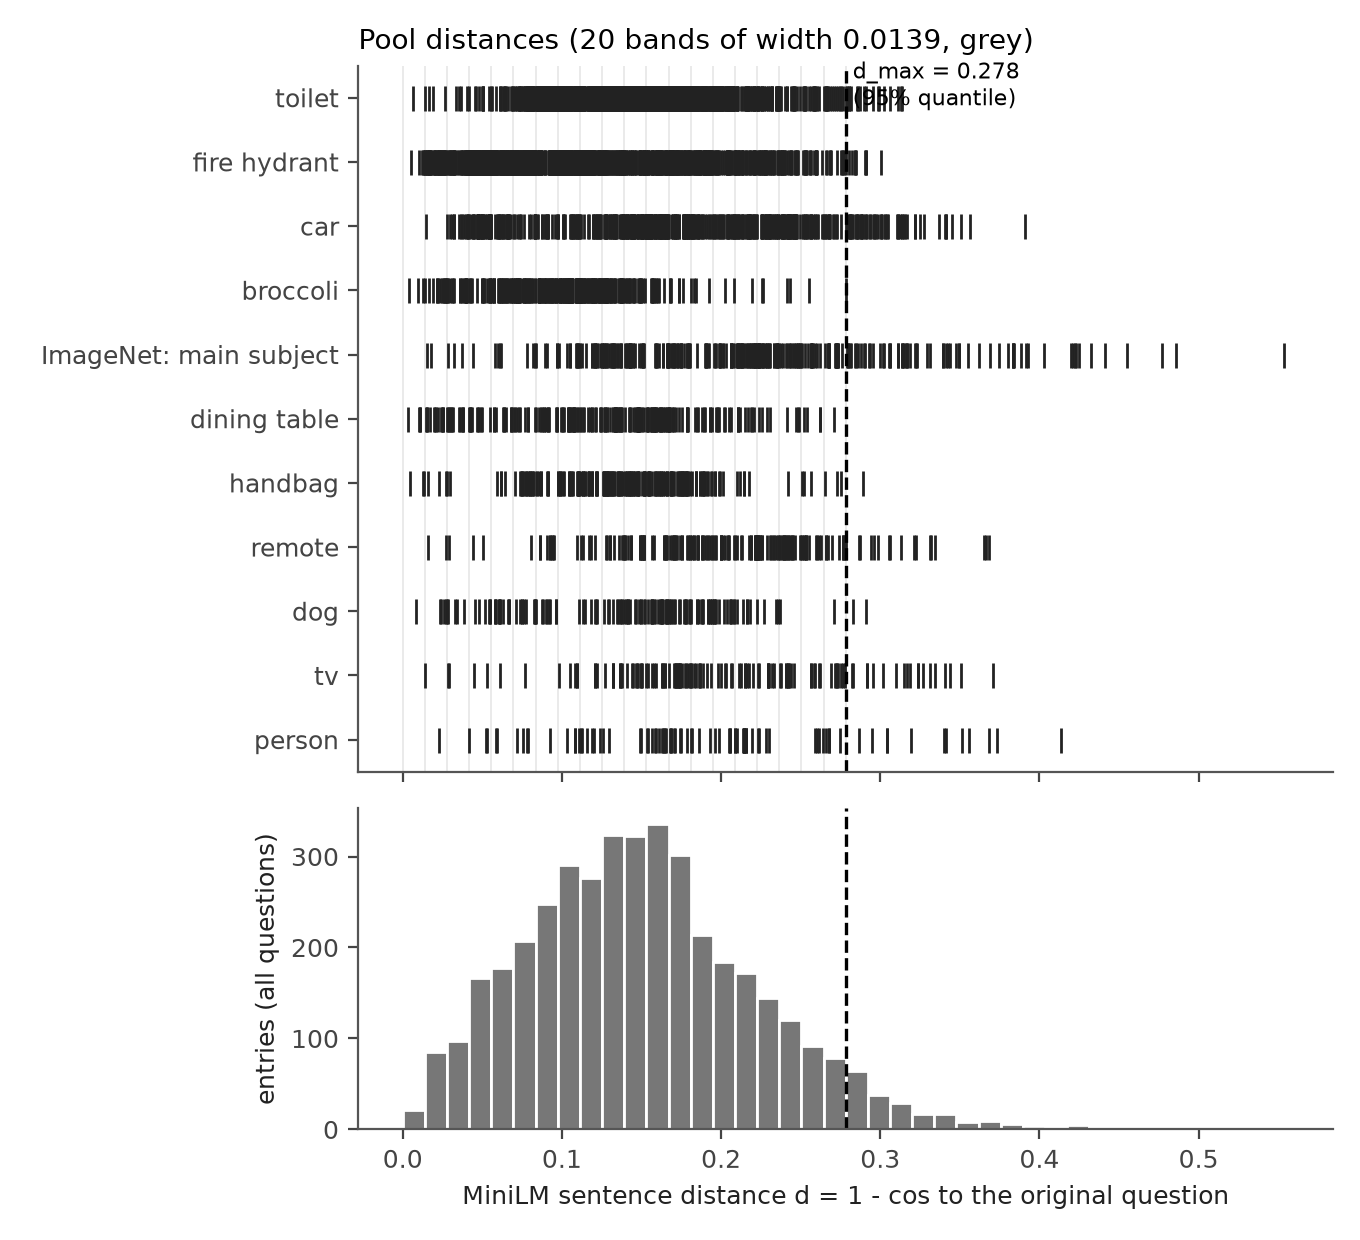 Pool distances (20 bands of width 0.0139, grey)
d_max = 0.278
(95% quantile)
toilet
fire hydrant
car
broccoli
ImageNet: main subject
dining table
handbag
remote
dog
tv
person
entries (all questions)
300
200
100
0
0.0 0.1 0.2 0.3 0.4 0.5
MiniLM sentence distance d = 1 - cos to the original question